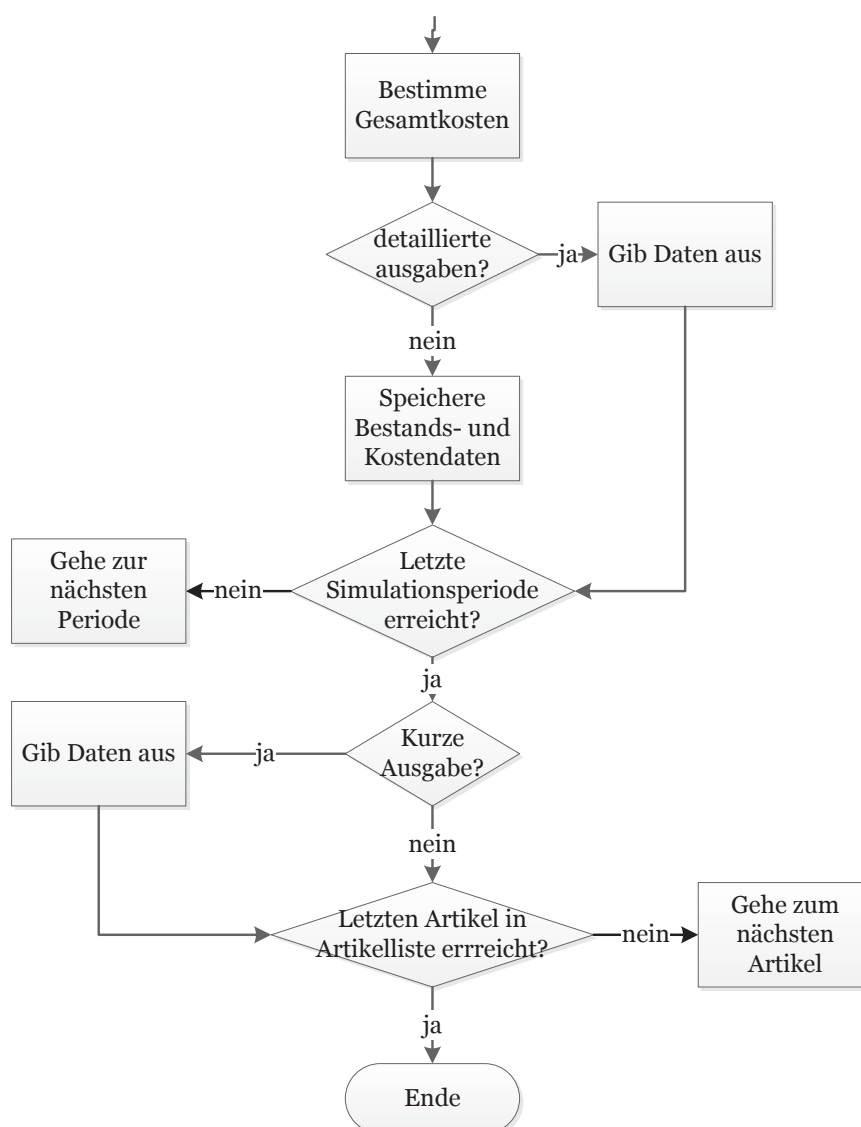 Bestimme
Gesamtkosten
detaillierte
ausgaben?
ja
Gib Daten aus
nein
Speichere
Bestands- und
Kostendaten
Gehe zur
nächsten
Periode
nein
Letzte
Simulationsperiode
erreicht?
ja
Gib Daten aus
ja
Kurze
Ausgabe?
nein
Letzten Artikel in
Artikelliste errreicht?
nein
Gehe zum
nächsten
Artikel
ja
Ende